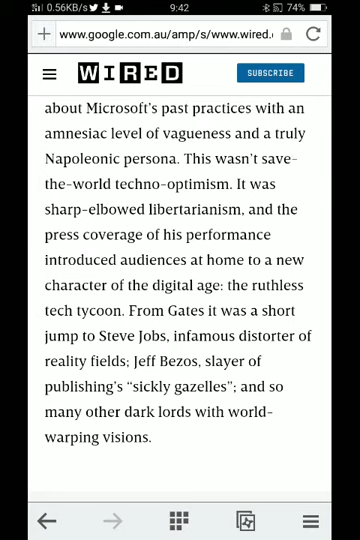 0.56KB/s 9:42 74%
www.google.com.au/amp/s/www.wired.
WIRED SUBSCRIBE
about Microsoft's past practices with an
amnesiac level of vagueness and a truly
Napoleonic persona. This wasn't save-
the-world techno-optimism. It was
sharp-elbowed libertarianism, and the
press coverage of his performance
introduced audiences at home to a new
character of the digital age: the ruthless
tech tycoon. From Gates it was a short
jump to Steve Jobs, infamous distorter of
reality fields; Jeff Bezos, slayer of
publishing's “sickly gazelles”; and so
many other dark lords with world-
warping visions.